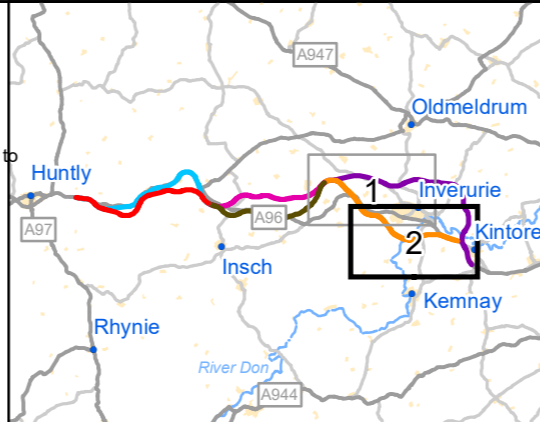 A947
Oldmeldrum
to
Huntly
1
Inverurie
A96
A97
Kintore
2
Insch
Kemnay
Rhynie
River Don
A944